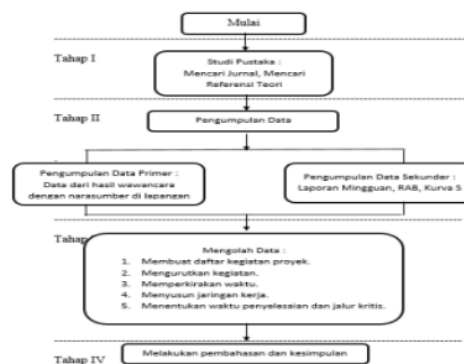 Mulai
Tahap I
Studi Pustaka :
Mencari Jurnal, Mencari
Referensi Teori
Tahap II
Pengumpulan Data
Pengumpulan Data Primer :
Data dari hasil wawancara
dengan narasumber di lapangan
Pengumpulan Data Sekunder :
Laporan Mingguan, RAB, Kurva S
Tahap
Mengolah Data :
1. Membuat daftar kegiatan proyek.
2. Mengurutkan kegiatan.
3. Memperkirakan waktu.
4. Menyusun jaringan kerja.
5. Menentukan waktu penyelesaian dan jalur kritis.
Tahap IV
Melakukan pembahasan dan kesimpulan